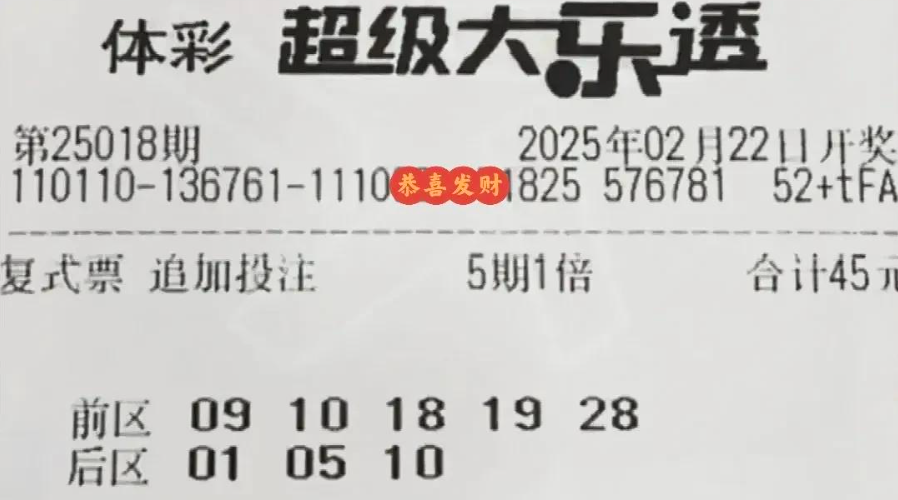 体彩 超级大乐透
第25018期 2025年02月22日开奖
110110-136761-1110 恭喜发财 1825 576781 52+tFA
复式票 追加投注 5期1倍 合计45元
前区 09 10 18 19 28
后区 01 05 10